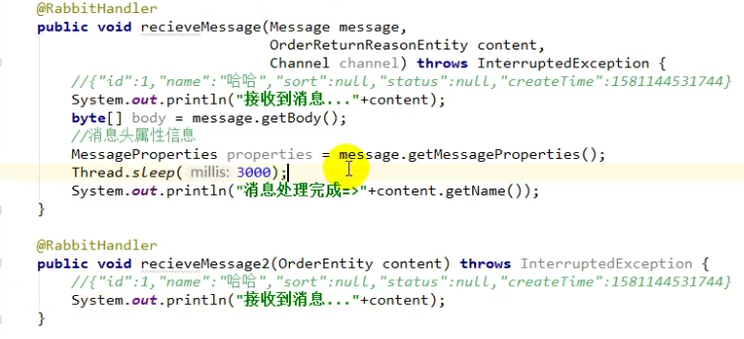 @RabbitHandler
public void recieveMessage(Message message,
OrderReturnReasonEntity content,
Channel channel) throws InterruptedException {
//{"id":1,"name":"哈哈","sort":null,"status":null,"createTime":1581144531744}
System.out.println("接收到消息..."+content);
byte[] body = message.getBody();
//消息头属性信息
MessageProperties properties = message.getMessageProperties();
Thread.sleep( millis: 3000);
System.out.println("消息处理完成=>"+content.getName());
}
@RabbitHandler
public void recieveMessage2(OrderEntity content) throws InterruptedException {
//{"id":1,"name":"哈哈","sort":null,"status":null,"createTime":1581144531744}
System.out.println("接收到消息..."+content);
}